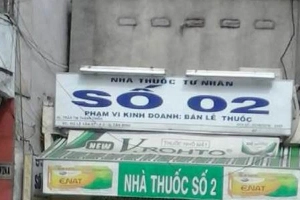 NHÀ THUỐC TƯ NHÂN
SỐ 02
PHẠM VI KINH DOANH: BÁN LẺ THUỐC
NEW V.ROHTO
ENAT
NHÀ THUỐC SỐ 2
ENAT